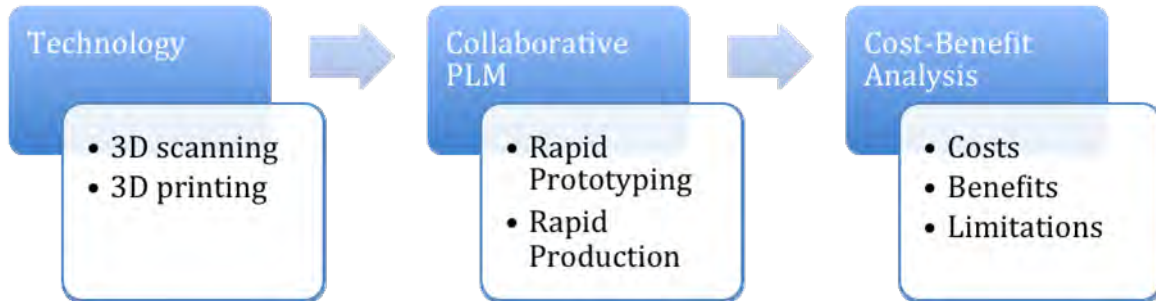 Technology
• 3D scanning
• 3D printing
Collaborative
PLM
• Rapid
Prototyping
• Rapid
Production
Cost-Benefit
Analysis
• Costs
• Benefits
• Limitations